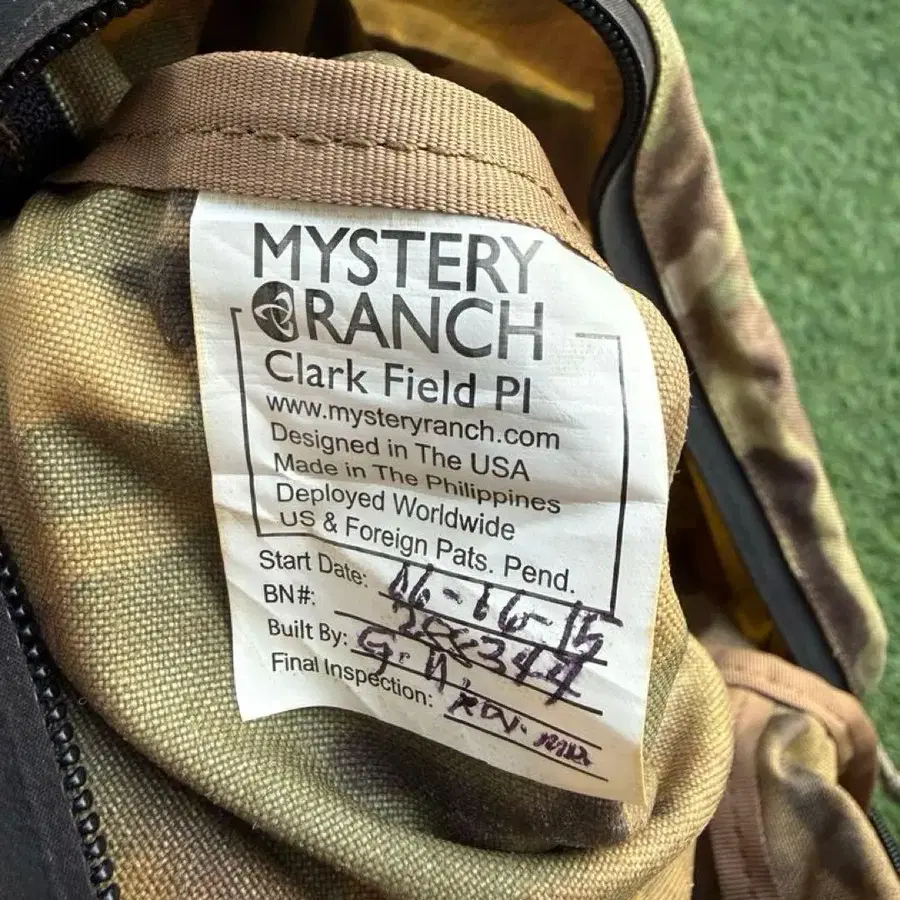 MYSTERY
RANCH
Clark Field PI
www.mysteryranch.com
Designed in The USA
Made in The Philippines
Deployed Worldwide
US & Foreign Pats. Pend.
Start Date:
BN#:
Built By: G.
Final Inspection: